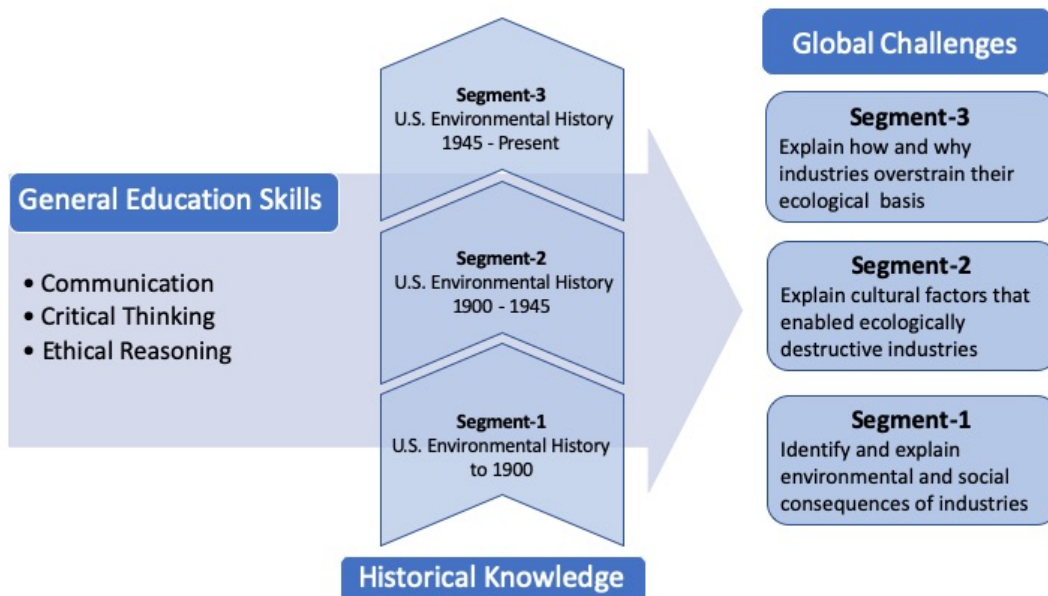 General Education Skills
• Communication
• Critical Thinking
• Ethical Reasoning
Segment-3
U.S. Environmental History
1945 - Present
Segment-2
U.S. Environmental History
1900 - 1945
Segment-1
U.S. Environmental History
to 1900
Historical Knowledge
Global Challenges
Segment-3
Explain how and why
industries overstrain their
ecological basis
Segment-2
Explain cultural factors that
enabled ecologically
destructive industries
Segment-1
Identify and explain
environmental and social
consequences of industries